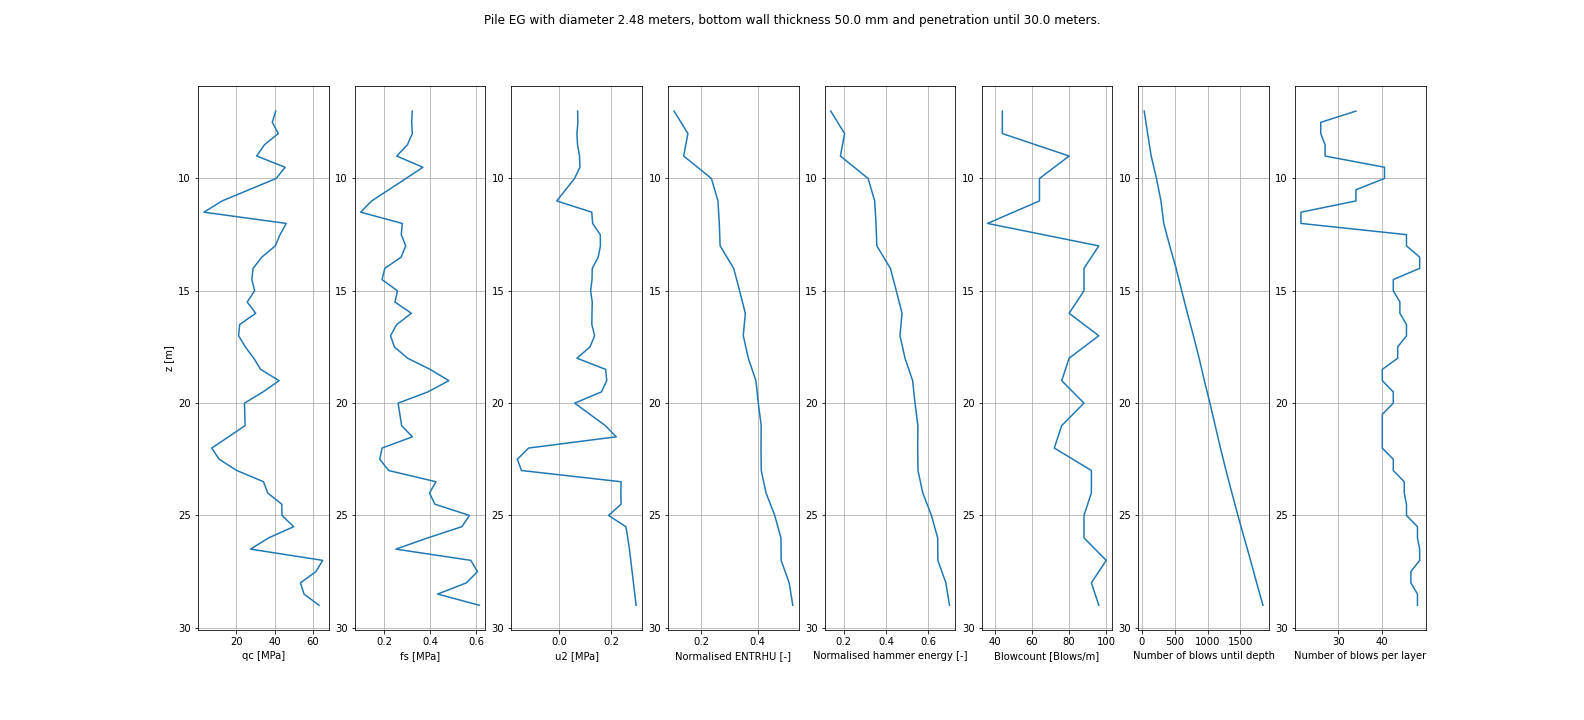 Pile EG with diameter 2.48 meters, bottom wall thickness 50.0 mm and penetration until 30.0 meters.
z [m]
10
15
20
25
30
20 40 60
qc [MPa]
10
15
20
25
30
0.2 0.4 0.6
fs [MPa]
10
15
20
25
30
0.0 0.2
u2 [MPa]
10
15
20
25
30
0.2 0.4
Normalised ENTRHU [-]
10
15
20
25
30
0.2 0.4 0.6
Normalised hammer energy [-]
10
15
20
25
30
40 60 80 100
Blowcount [Blows/m]
10
15
20
25
30
0 500 1000 1500
Number of blows until depth
10
15
20
25
30
30 40
Number of blows per layer